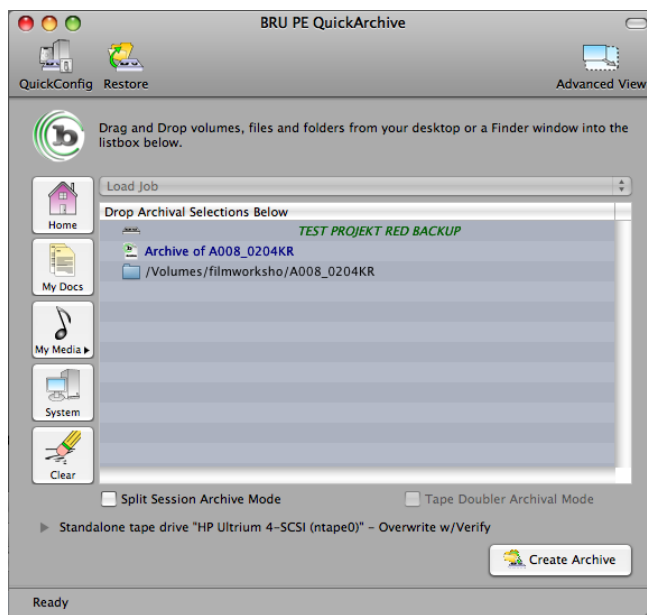 BRU PE QuickArchive
QuickConfig
Restore
Advanced View
b
Drag and Drop volumes, files and folders from your desktop or a Finder window into the
listbox below.
Load Job
Drop Archival Selections Below
TEST PROJEKT RED BACKUP
Archive of A008_0204KR
/Volumes/filmworksho/A008_0204KR
Home
My Docs
My Media
System
Clear
Split Session Archive Mode
Tape Doubler Archival Mode
Standalone tape drive "HP Ultrium 4-SCSI (ntape0)" - Overwrite w/Verify
Create Archive
Ready